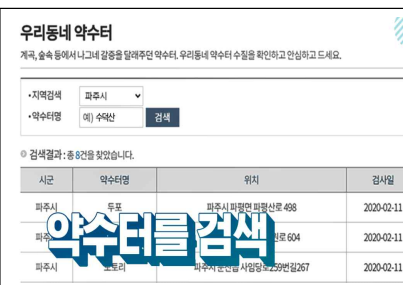 우리동네 약수터
계곡, 숲속 등에서 나그네 갈증을 달래주던 약수터. 우리동네 약수터 수질을 확인하고 안심하고 드세요.
•지역검색 파주시
•약수터명 예) 수덕산 검색
검색결과 : 총 8건을 찾았습니다.
시군 약수터명 위치 검사일
파주시 두포 파주시 파평면 파평산로 498 2020-02-11
로 604 2020-02-11
약수터를 검색
파주시 파주시 문산읍 사임당로259번길267 2020-02-11